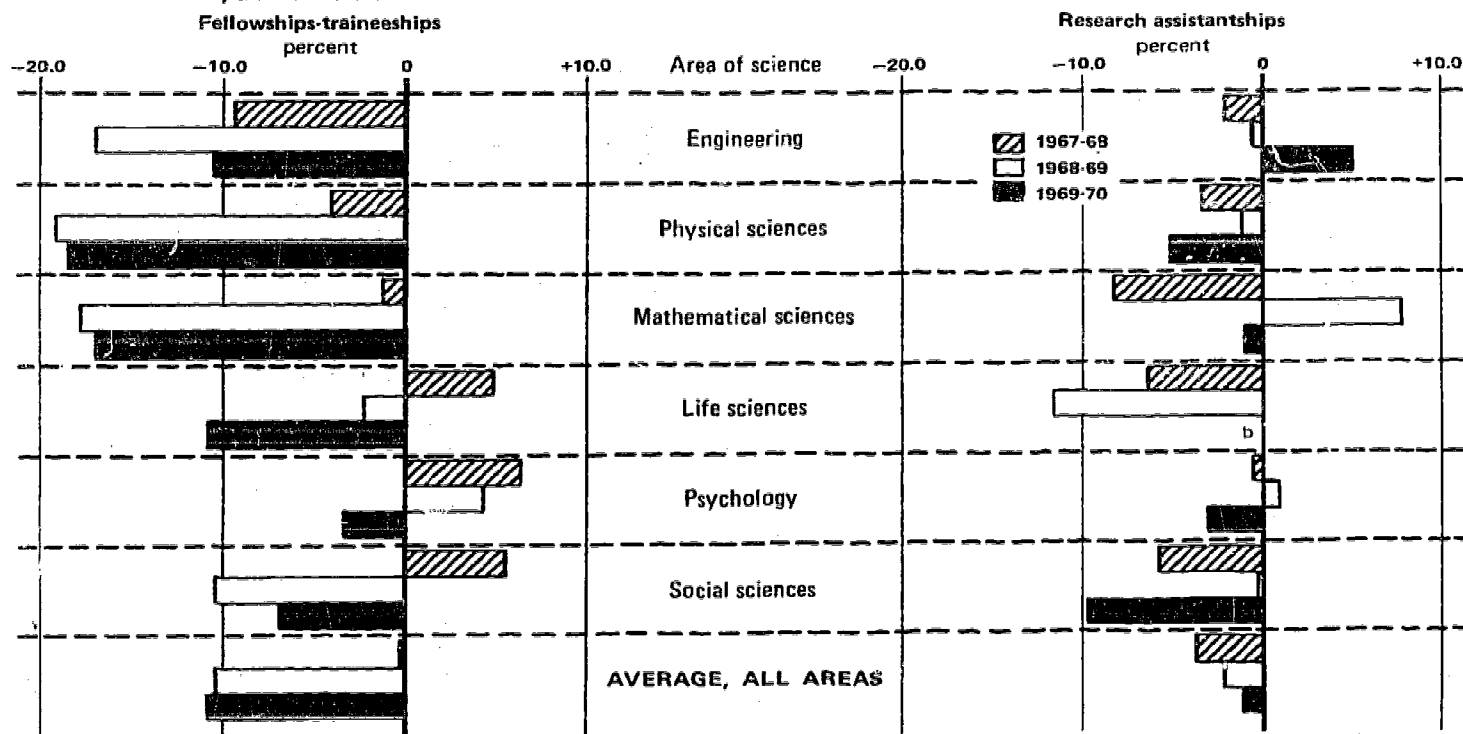 Fellowships-traineeships
percent
−20.0 −10.0 0 +10.0
Area of science
Research assistantships
percent
−20.0 −10.0 0 +10.0
1967-68
1968-69
1969-70
Engineering
Physical sciences
Mathematical sciences
Life sciences
b
Psychology
Social sciences
AVERAGE, ALL AREAS